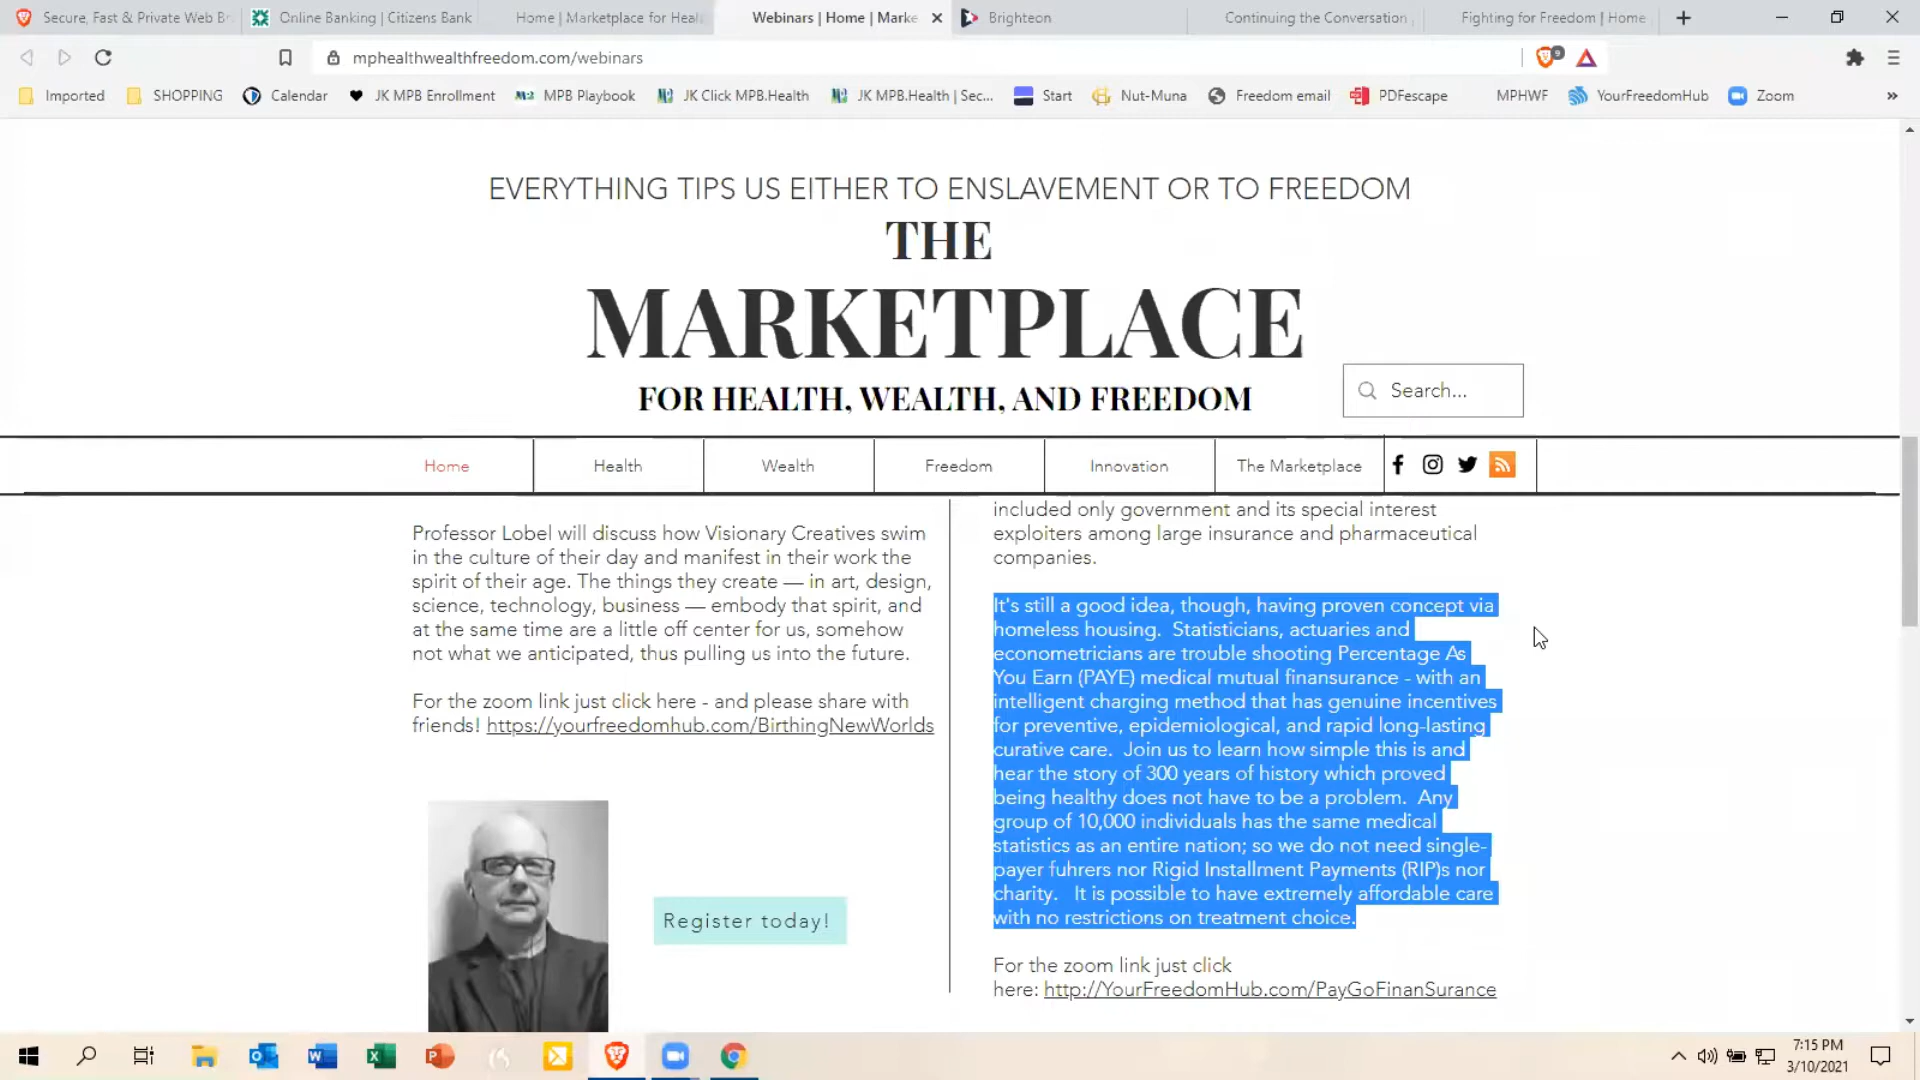 Secure, Fast & Private Web Br
Online Banking | Citizens Bank
Home | Marketplace for Heal
Webinars | Home | Marke
Brighteon
Continuing the Conversation
Fighting for Freedom | Home
mphealthwealthfreedom.com/webinars
9
Imported
SHOPPING
Calendar
JK MPB Enrollment
MPB Playbook
JK Click MPB.Health
JK MPB.Health | Sec...
Start
Nut-Muna
Freedom email
PDFescape
MPHWF
YourFreedomHub
Zoom
»
EVERYTHING TIPS US EITHER TO ENSLAVEMENT OR TO FREEDOM
THE
MARKETPLACE
FOR HEALTH, WEALTH, AND FREEDOM
Search...
Home
Health
Wealth
Freedom
Innovation
The Marketplace
Professor Lobel will discuss how Visionary Creatives swim
in the culture of their day and manifest in their work the
spirit of their age. The things they create — in art, design,
science, technology, business — embody that spirit, and
at the same time are a little off center for us, somehow
not what we anticipated, thus pulling us into the future.
For the zoom link just click here - and please share with
friends! https://yourfreedomhub.com/BirthingNewWorlds
Register today!
included only government and its special interest
exploiters among large insurance and pharmaceutical
companies.
It's still a good idea, though, having proven concept via
homeless housing.  Statisticians, actuaries and
econometricians are trouble shooting Percentage As
You Earn (PAYE) medical mutual finansurance - with an
intelligent charging method that has genuine incentives
for preventive, epidemiological, and rapid long-lasting
curative care.  Join us to learn how simple this is and
hear the story of 300 years of history which proved
being healthy does not have to be a problem.  Any
group of 10,000 individuals has the same medical
statistics as an entire nation; so we do not need single-
payer fuhrers nor Rigid Installment Payments (RIP)s nor
charity.   It is possible to have extremely affordable care
with no restrictions on treatment choice.
For the zoom link just click
here: http://YourFreedomHub.com/PayGoFinanSurance
7:15 PM
3/10/2021